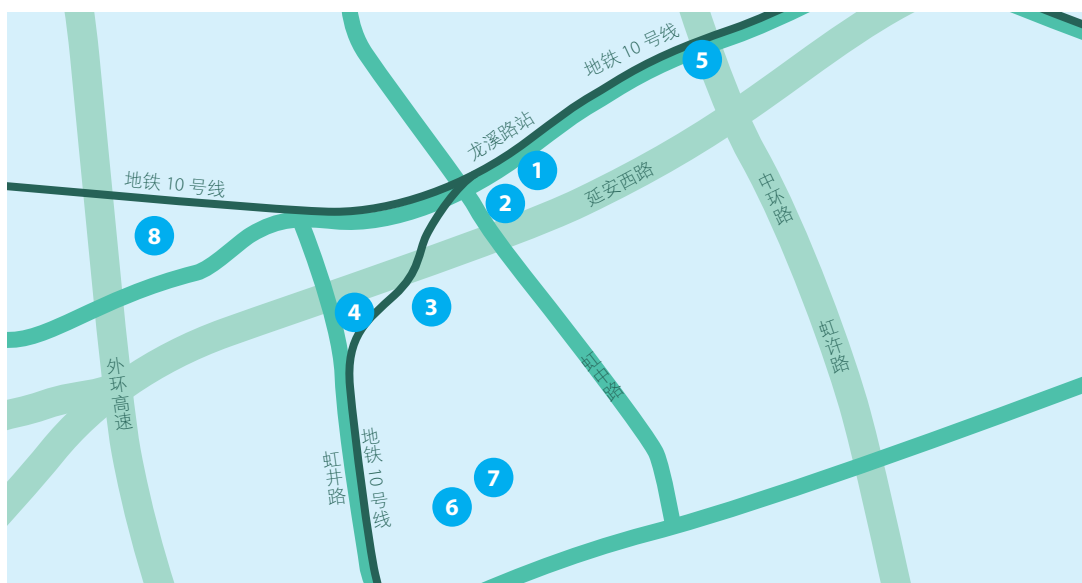 地铁 10 号线
5
龙溪路站
1
延安西路
地铁 10 号线
2
中环路
8
3
4
虹许路
外环高速
虹中路
地铁 10 号线
虹井路
7
6